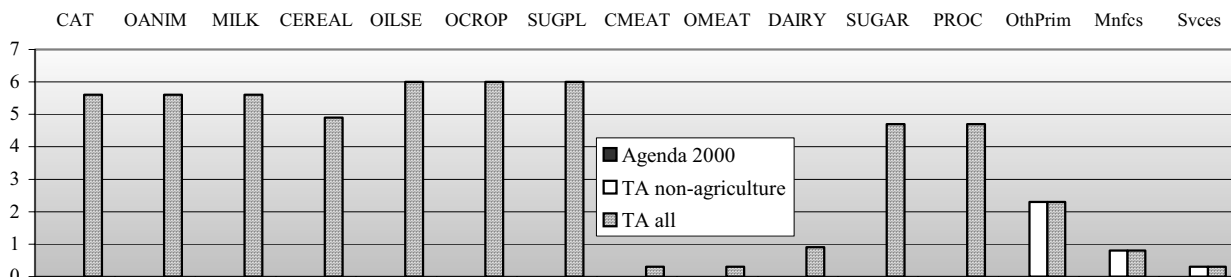 CAT OANIM MILK CEREAL OILSE OCROP SUGPL CMEAT OMEAT DAIRY SUGAR PROC OthPrim Mnfcs Svces
7
6
5
4
3
2
1
0
Agenda 2000
TA non-agriculture
TA all